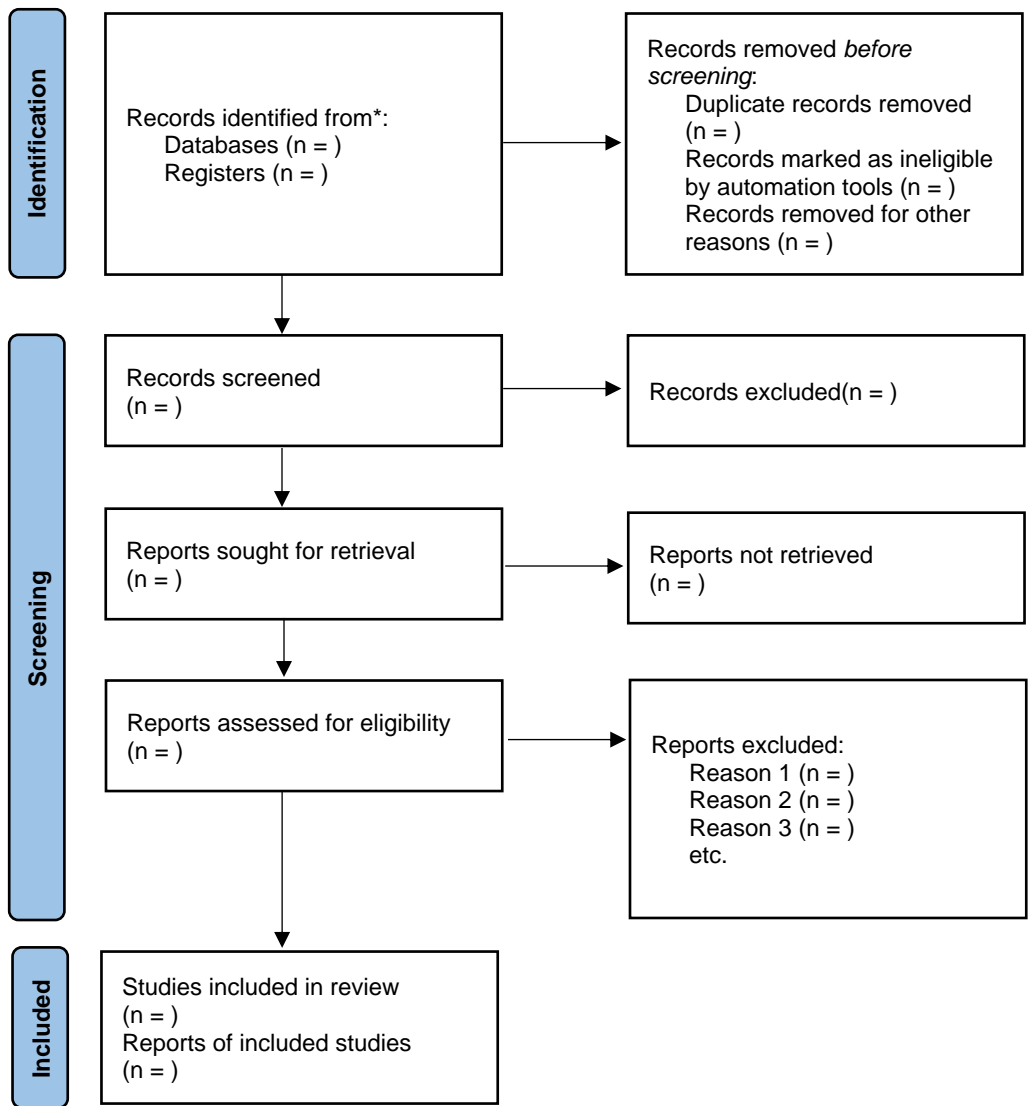 Identification
Records identified from*:
Databases (n = )
Registers (n = )
Records removed before
screening:
Duplicate records removed
(n = )
Records marked as ineligible
by automation tools (n = )
Records removed for other
reasons (n = )
Screening
Records screened
(n = )
Records excluded(n = )
Reports sought for retrieval
(n = )
Reports not retrieved
(n = )
Reports assessed for eligibility
(n = )
Reports excluded:
Reason 1 (n = )
Reason 2 (n = )
Reason 3 (n = )
etc.
Included
Studies included in review
(n = )
Reports of included studies
(n = )